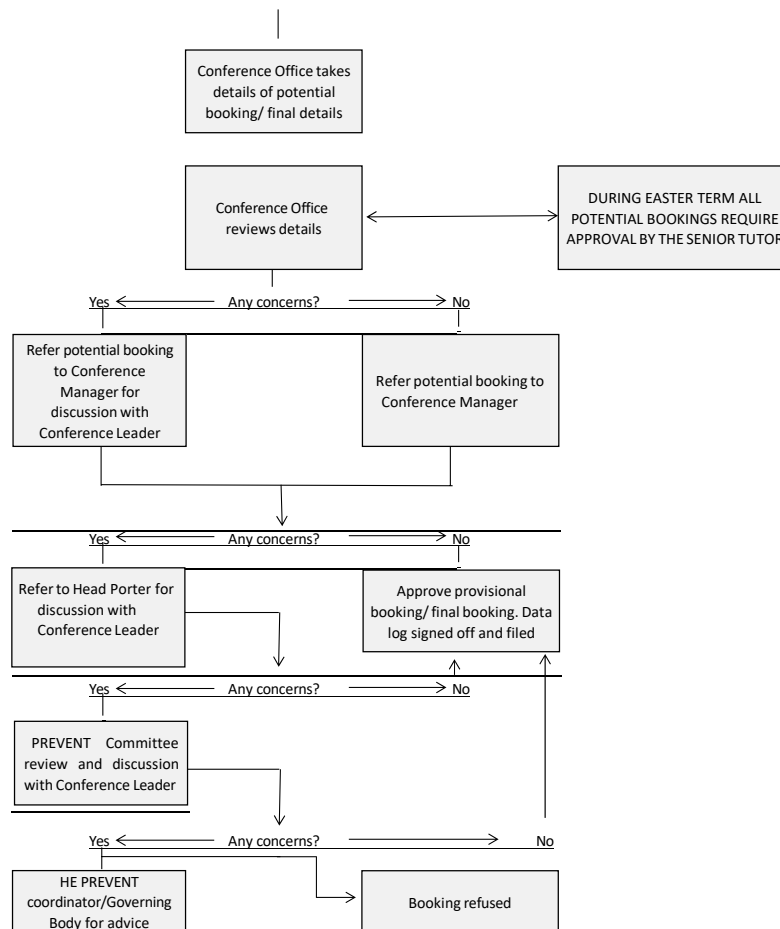 Conference Office takes
details of potential
booking/ final details
Conference Office
reviews details
DURING EASTER TERM ALL
POTENTIAL BOOKINGS REQUIRE
APPROVAL BY THE SENIOR TUTOR
Yes Any concerns? No
Refer potential booking
to Conference
Manager for
discussion with
Conference Leader
Refer potential booking to
Conference Manager
Yes Any concerns? No
Refer to Head Porter for
discussion with
Conference Leader
Approve provisional
booking/ final booking. Data
log signed off and filed
Yes Any concerns? No
PREVENT Committee
review and discussion
with Conference Leader
Yes Any concerns? No
HE PREVENT
coordinator/Governing
Body for advice
Booking refused